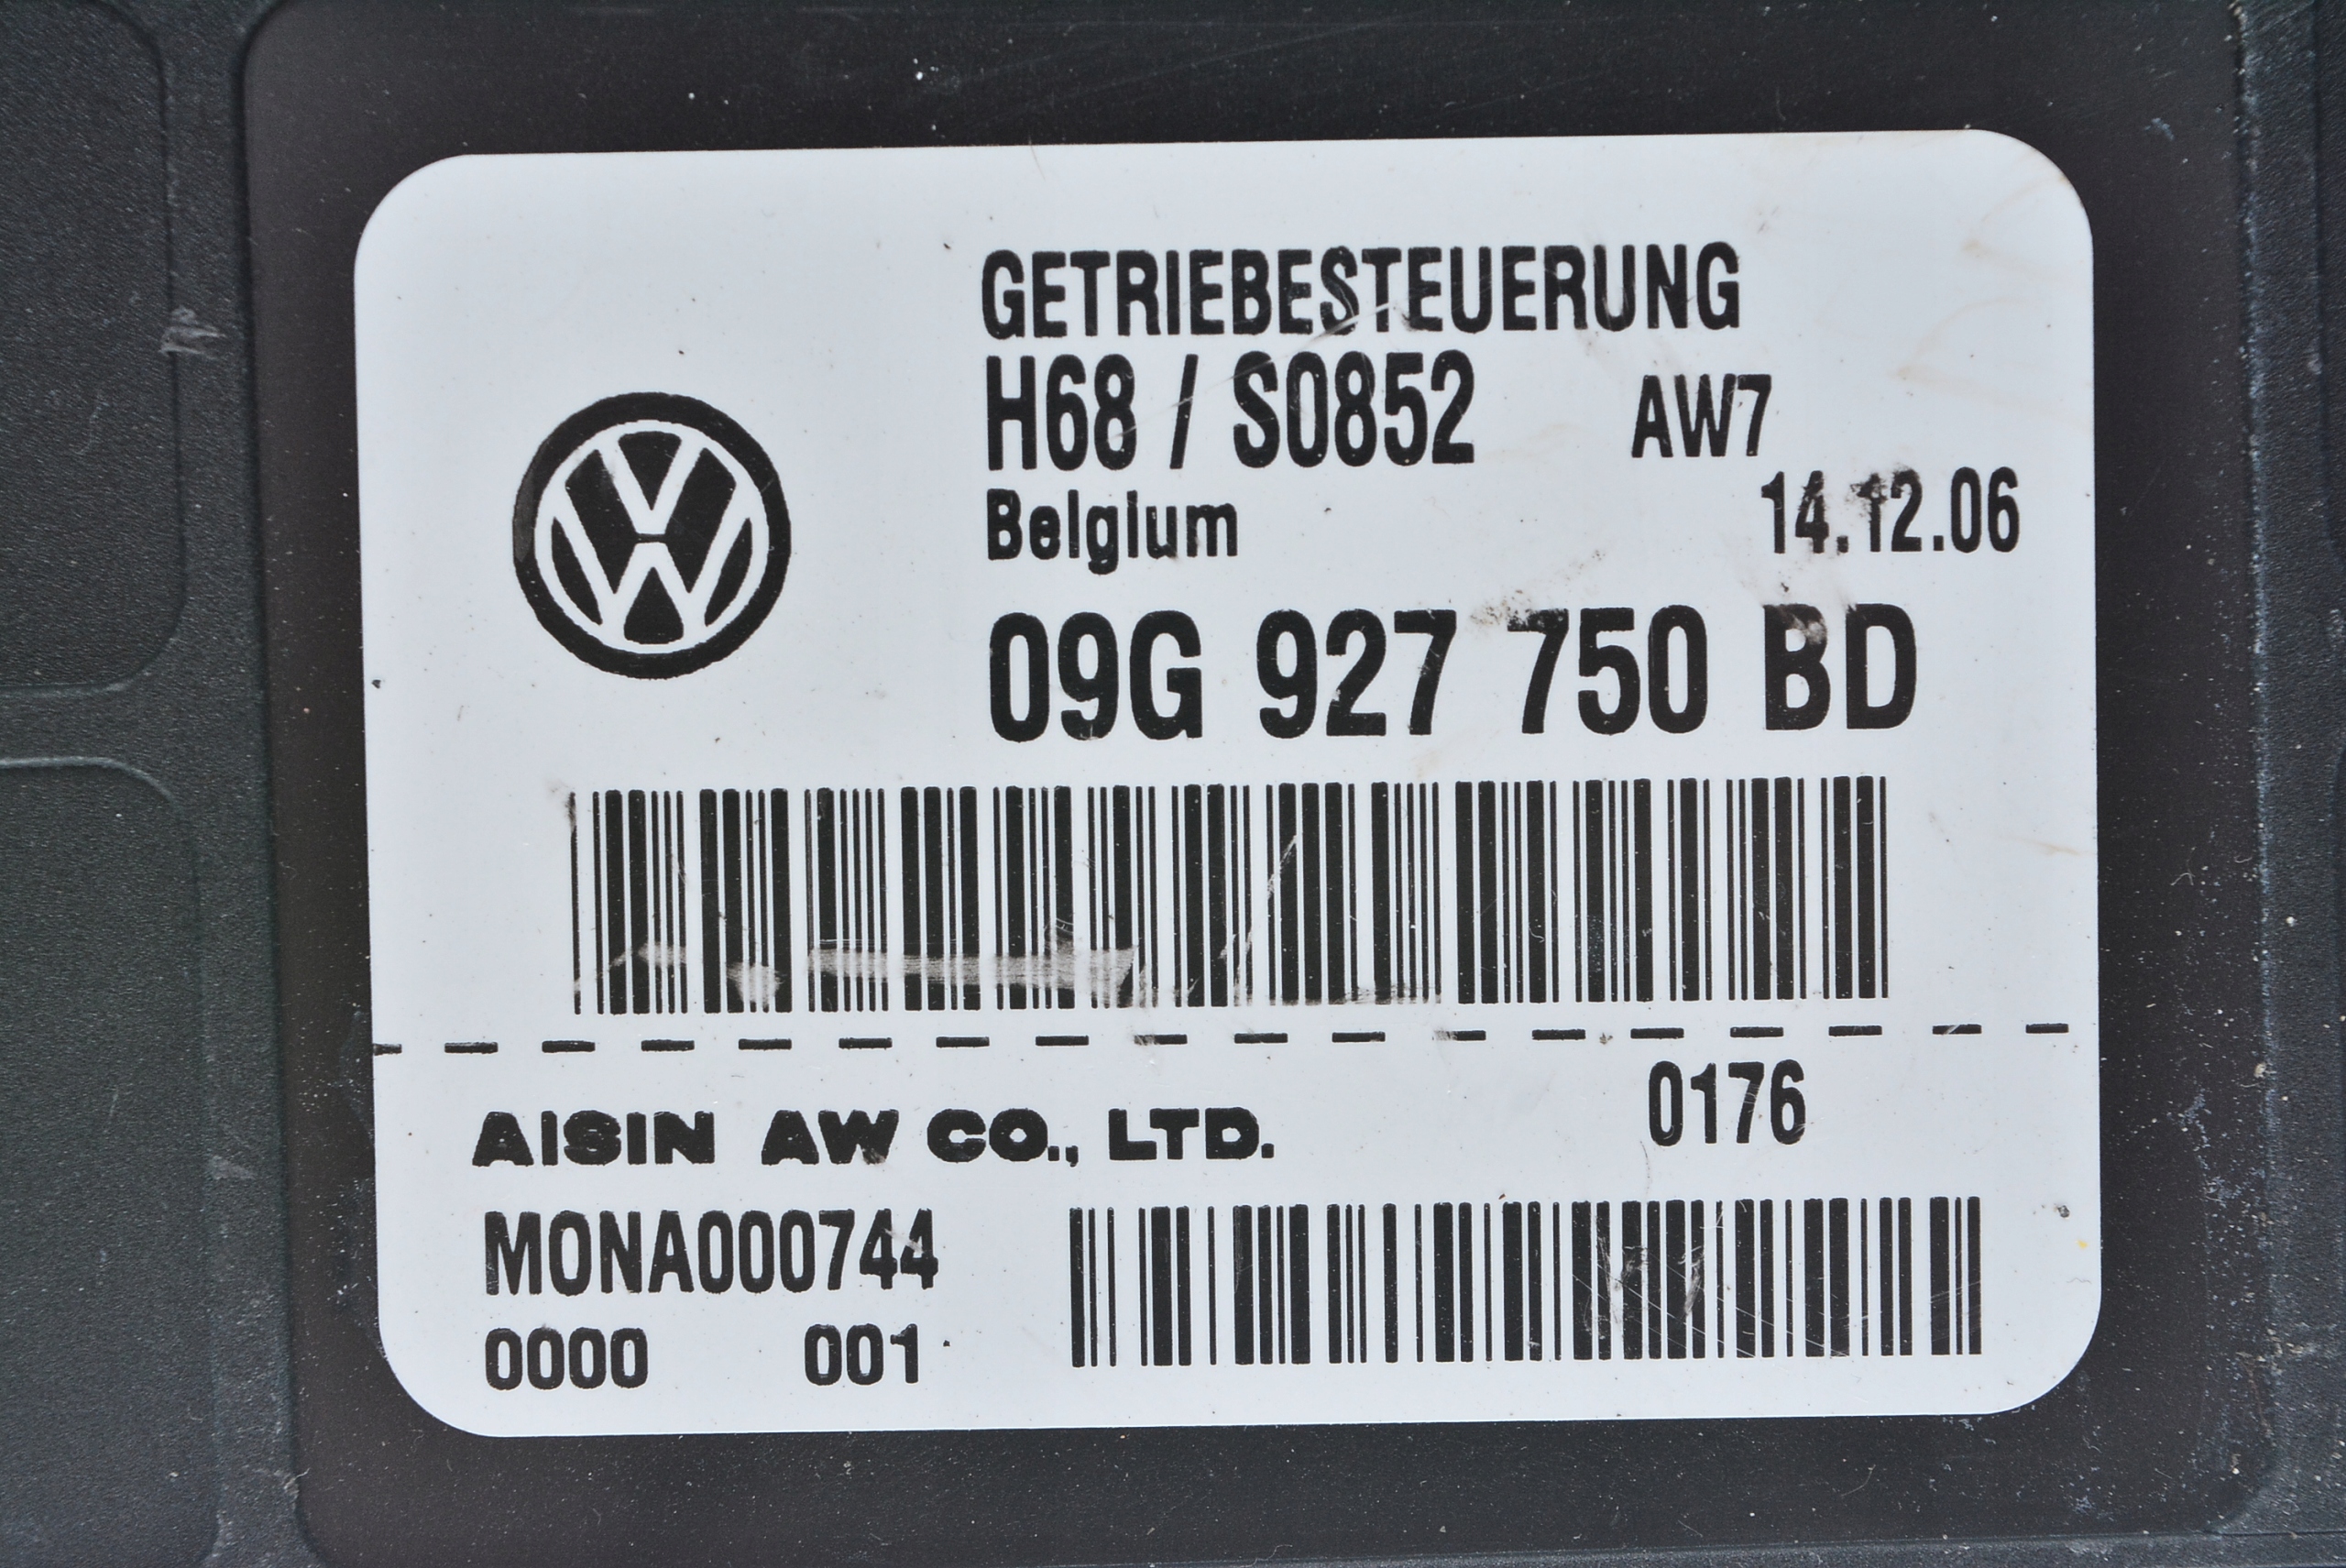 GETRIEBESTEUERUNG
H68 / S0852 AW7
Belgium 14.12.06
09G 927 750 BD
0176
AISIN AW CO., LTD.
MONA000744
0000 001